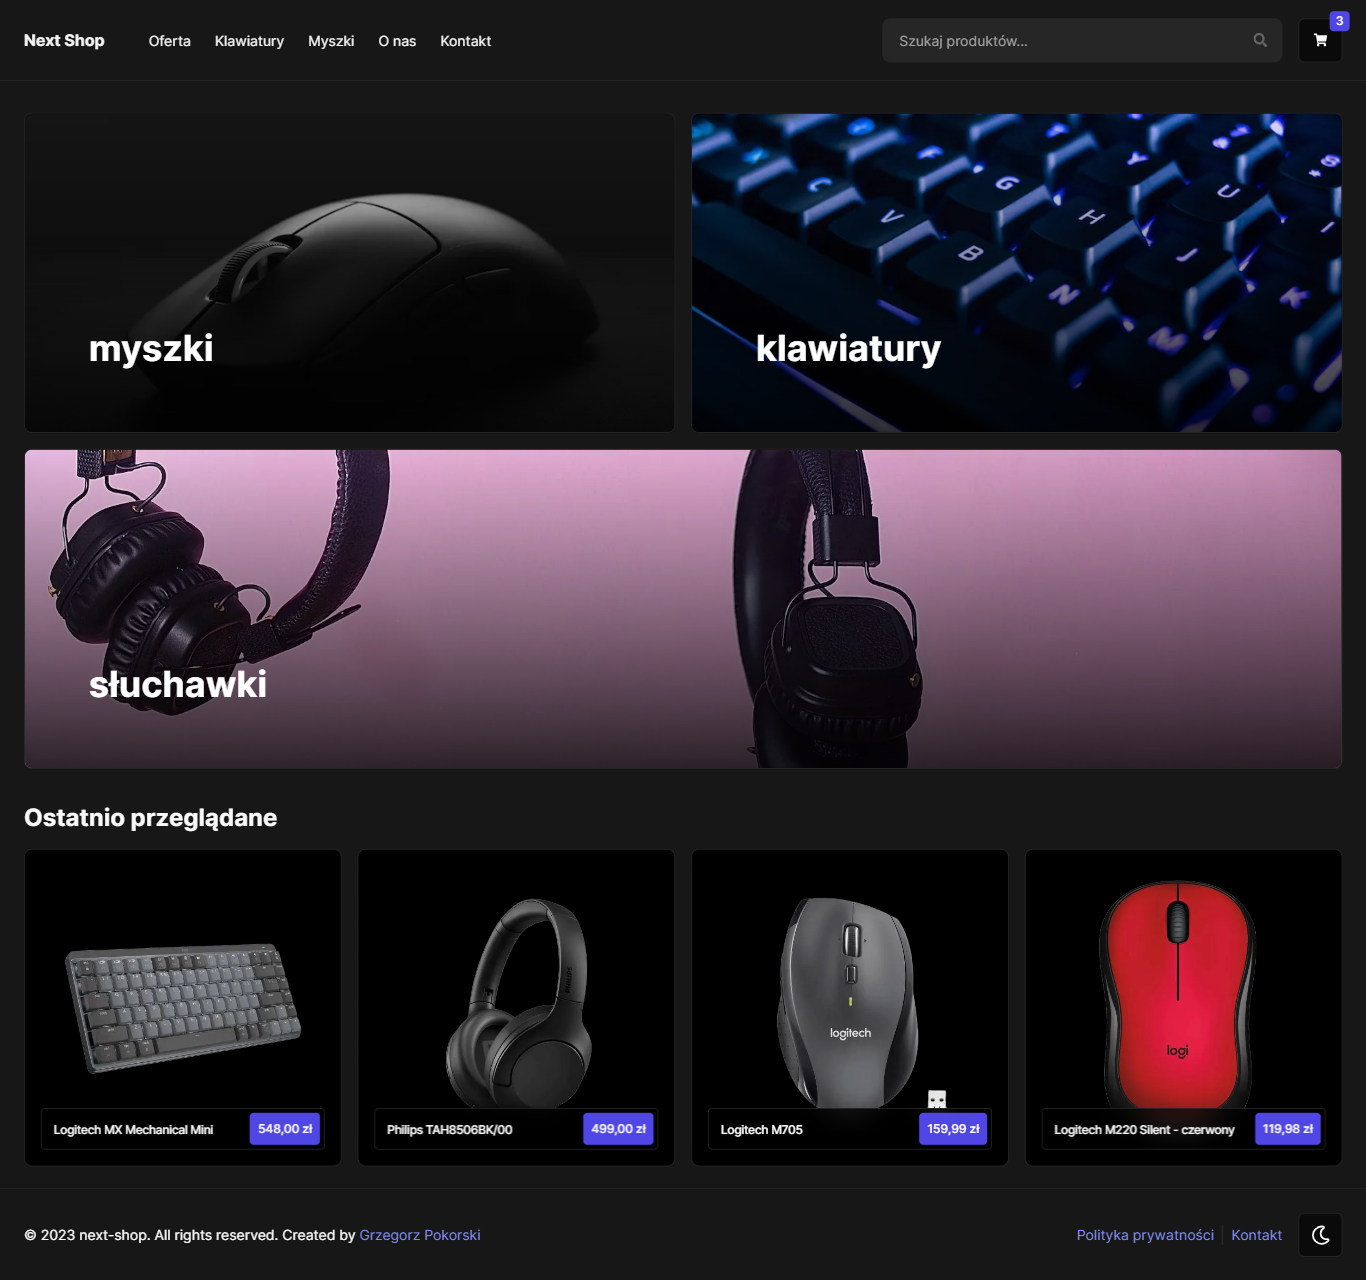 Next Shop
Oferta
Klawiatury
Myszki
O nas
Kontakt
Szukaj produktów...
3
myszki
F
Y
C
G
U
V
H
I
B
J
N
K
M
klawiatury
słuchawki
Ostatnio przeglądane
Logitech MX Mechanical Mini
548,00 zł
PHILIPS
Philips TAH8506BK/00
499,00 zł
logitech
Logitech M705
159,99 zł
logi
Logitech M220 Silent - czerwony
119,98 zł
© 2023 next-shop. All rights reserved. Created by Grzegorz Pokorski
Polityka prywatności
Kontakt